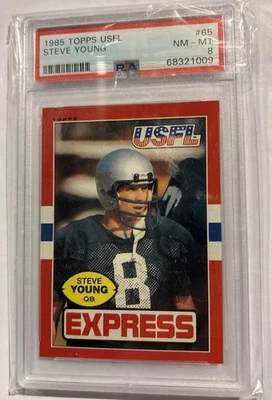 1985 TOPPS USFL #65
STEVE YOUNG NM - MT
PSA 8
68321009
TOPPS
USFL
8
STEVE
YOUNG
QB
EXPRESS